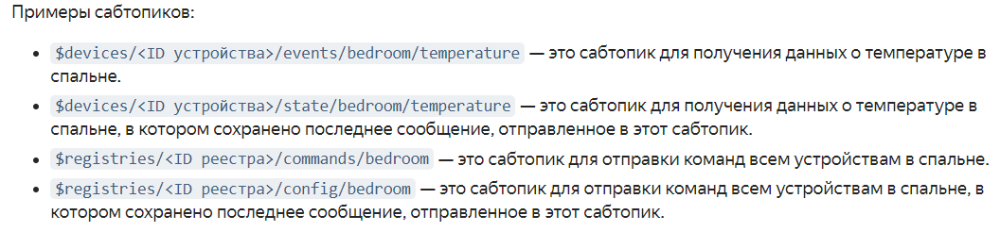 Примеры сабтопиков:
• $devices/<ID устройства>/events/bedroom/temperature — это сабтопик для получения данных о температуре в
спальне.
• $devices/<ID устройства>/state/bedroom/temperature — это сабтопик для получения данных о температуре в
спальне, в котором сохранено последнее сообщение, отправленное в этот сабтопик.
• $registries/<ID реестра>/commands/bedroom — это сабтопик для отправки команд всем устройствам в спальне.
• $registries/<ID реестра>/config/bedroom — это сабтопик для отправки команд всем устройствам в спальне, в
котором сохранено последнее сообщение, отправленное в этот сабтопик.